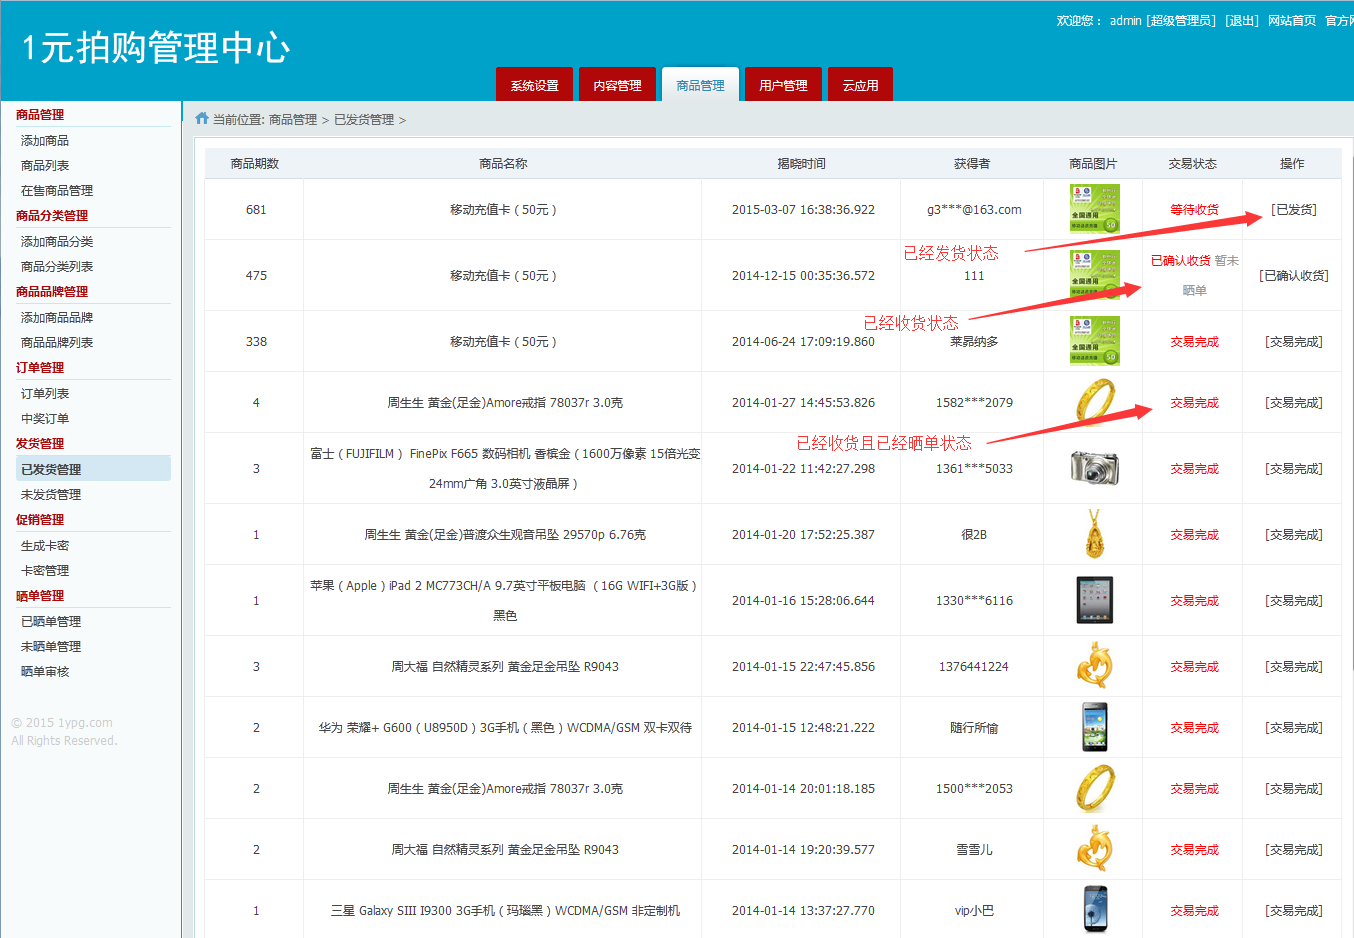 欢迎您： admin [超级管理员] [退出] 网站首页 官方网
1元拍购管理中心
系统设置 内容管理 商品管理 用户管理 云应用
当前位置: 商品管理 > 已发货管理 >
商品管理
添加商品
商品列表
在售商品管理
商品分类管理
添加商品分类
商品分类列表
商品品牌管理
添加商品品牌
商品品牌列表
订单管理
订单列表
中奖订单
发货管理
已发货管理
未发货管理
促销管理
生成卡密
卡密管理
晒单管理
已晒单管理
未晒单管理
晒单审核
© 2015 1ypg.com
All Rights Reserved.
商品期数 商品名称 揭晓时间 获得者 商品图片 交易状态 操作
681 移动充值卡（50元） 2015-03-07 16:38:36.922 g3***@163.com 全国通用 50 等待收货 [已发货]
已经发货状态
475 移动充值卡（50元） 2014-12-15 00:35:36.572 111 全国通用 已确认收货 暂未
晒单 [已确认收货]
已经收货状态
338 移动充值卡（50元） 2014-06-24 17:09:19.860 莱昂纳多 全国通用 50 交易完成 [交易完成]
4 周生生 黄金(足金)Amore戒指 78037r 3.0克 2014-01-27 14:45:53.826 1582***2079 交易完成 [交易完成]
已经收货且已经晒单状态
3 富士（FUJIFILM） FinePix F665 数码相机 香槟金（1600万像素 15倍光变
24mm广角 3.0英寸液晶屏） 2014-01-22 11:42:27.298 1361***5033 交易完成 [交易完成]
1 周生生 黄金(足金)普渡众生观音吊坠 29570p 6.76克 2014-01-20 17:52:25.387 很2B 交易完成 [交易完成]
1 苹果（Apple）iPad 2 MC773CH/A 9.7英寸平板电脑 （16G WIFI+3G版）
黑色 2014-01-16 15:28:06.644 1330***6116 交易完成 [交易完成]
3 周大福 自然精灵系列 黄金足金吊坠 R9043 2014-01-15 22:47:45.856 1376441224 交易完成 [交易完成]
2 华为 荣耀+ G600（U8950D）3G手机（黑色）WCDMA/GSM 双卡双待 2014-01-15 12:48:21.222 随行所偷 交易完成 [交易完成]
2 周生生 黄金(足金)Amore戒指 78037r 3.0克 2014-01-14 20:01:18.185 1500***2053 交易完成 [交易完成]
2 周大福 自然精灵系列 黄金足金吊坠 R9043 2014-01-14 19:20:39.577 雪雪儿 交易完成 [交易完成]
1 三星 Galaxy SIII I9300 3G手机（玛瑙黑）WCDMA/GSM 非定制机 2014-01-14 13:37:27.770 vip小巴 交易完成 [交易完成]